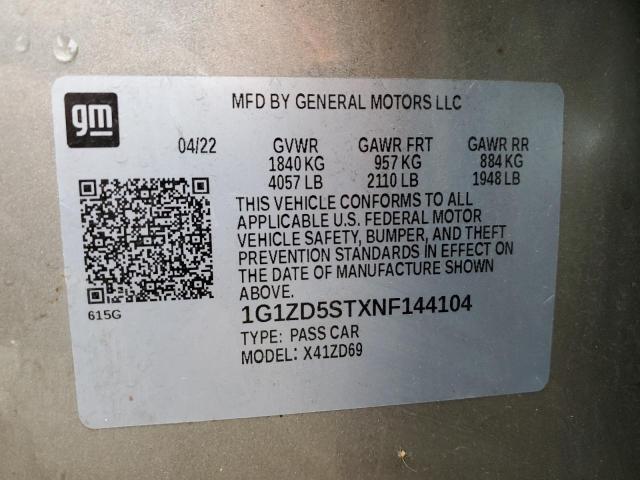 gm
MFD BY GENERAL MOTORS LLC
04/22 GVWR GAWR FRT GAWR RR
1840 KG 957 KG 884 KG
4057 LB 2110 LB 1948 LB
THIS VEHICLE CONFORMS TO ALL
APPLICABLE U.S. FEDERAL MOTOR
VEHICLE SAFETY, BUMPER, AND THEFT
PREVENTION STANDARDS IN EFFECT ON
THE DATE OF MANUFACTURE SHOWN
ABOVE.
615G
1G1ZD5STXNF144104
TYPE: PASS CAR
MODEL: X41ZD69